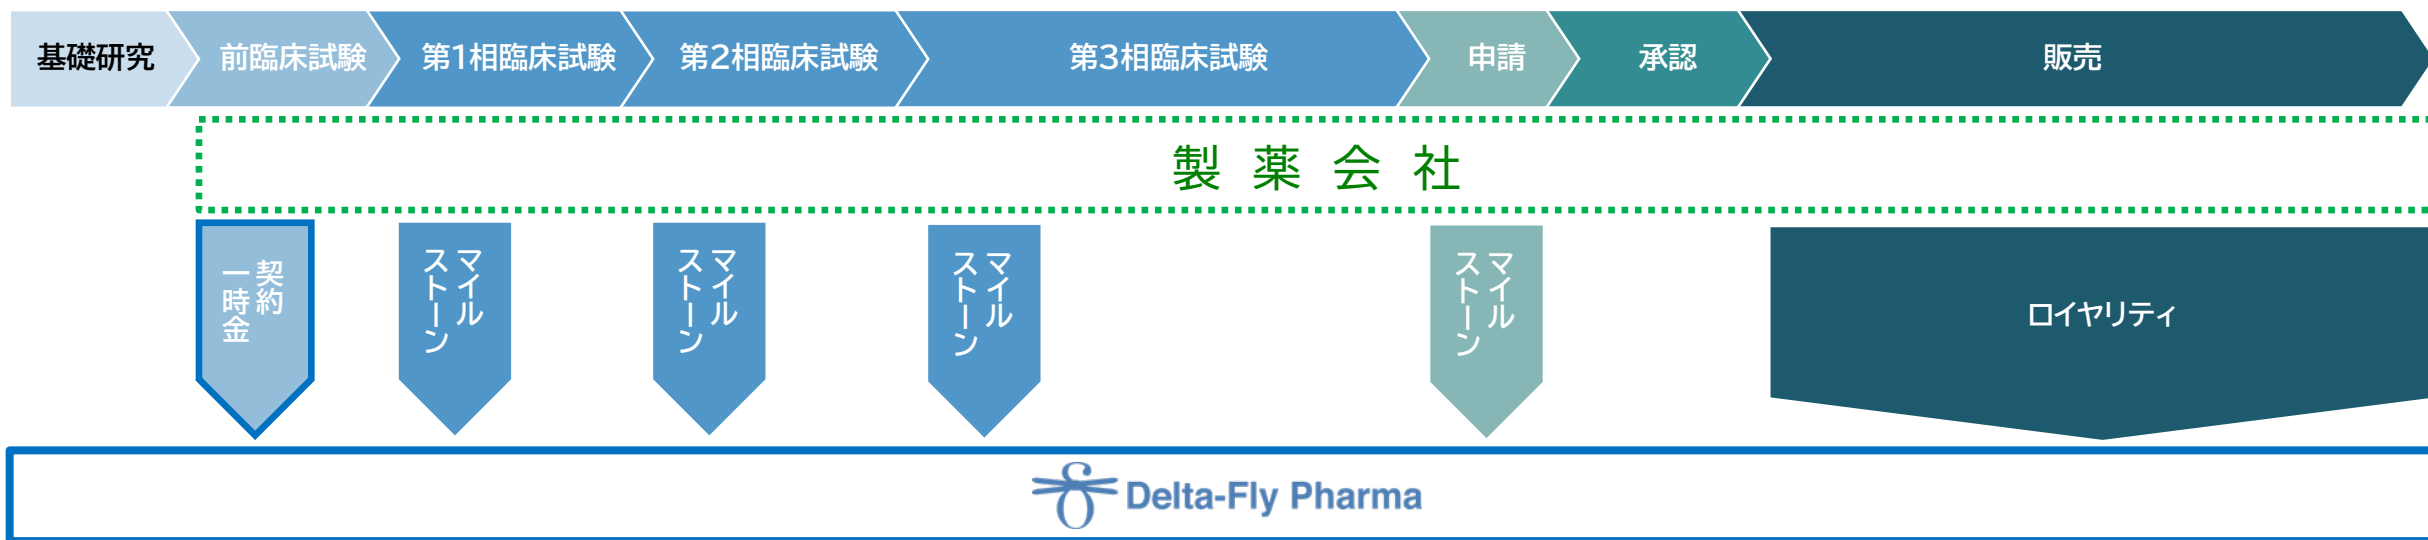 基礎研究
前臨床試験
第1相臨床試験
第2相臨床試験
第3相臨床試験
申請
承認
販売
製薬会社
契約
一時金
マイル
ストーン
マイル
ストーン
マイル
ストーン
マイル
ストーン
ロイヤリティ
Delta-Fly Pharma